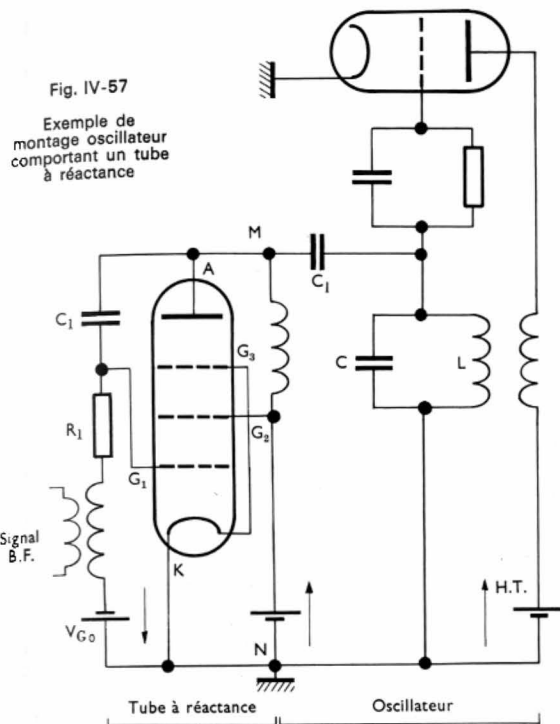 Fig. IV-57
Exemple de
montage oscillateur
comportant un tube
à réactance
M
A
C1
C1
G3
C
L
G2
R1
G1
Signal
B.F.
K
H.T.
VG0
N
Tube à réactance
Oscillateur